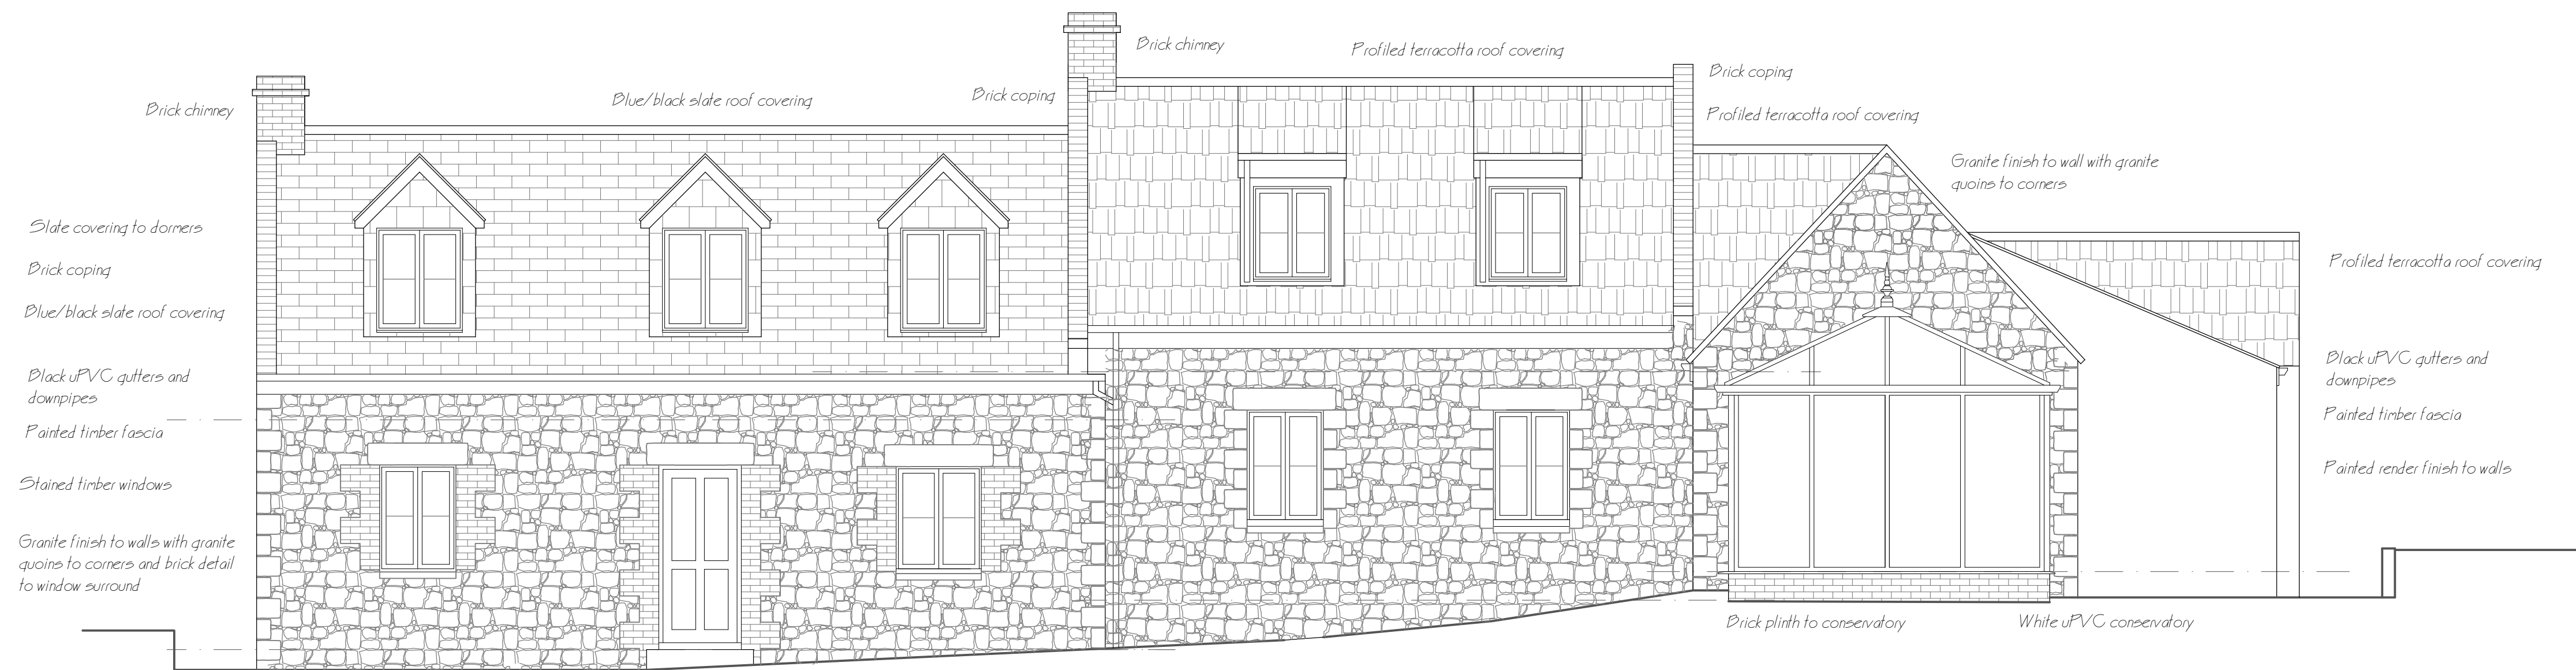 Brick chimney
Profiled terracotta roof covering
Brick coping
Brick chimney
Blue/black slate roof covering
Brick coping
Profiled terracotta roof covering
Granite finish to wall with granite
quoins to corners
Slate covering to dormers
Brick coping
Blue/black slate roof covering
Black uPVC gutters and
downpipes
Painted timber fascia
Stained timber windows
Granite finish to walls with granite
quoins to corners and brick detail
to window surround
Profiled terracotta roof covering
Black uPVC gutters and
downpipes
Painted timber fascia
Painted render finish to walls
Brick plinth to conservatory
White uPVC conservatory